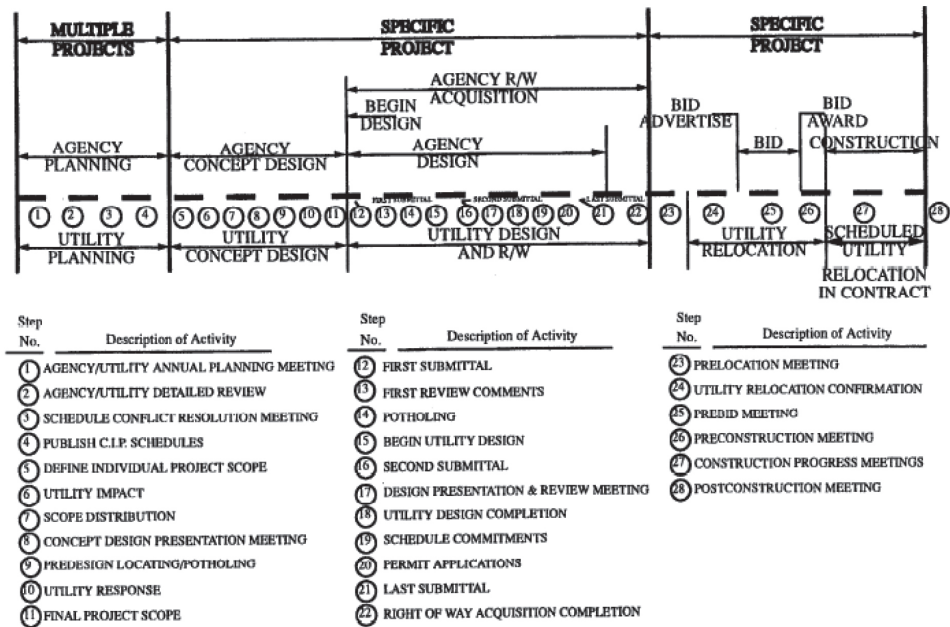 MULTIPLE PROJECTS
SPECIFIC PROJECT
SPECIFIC PROJECT
AGENCY R/W ACQUISITION
BEGIN DESIGN
BID ADVERTISE
BID AWARD
AGENCY PLANNING
AGENCY CONCEPT DESIGN
AGENCY DESIGN
BID
CONSTRUCTION
FIRST SUBMITTAL
SECOND SUBMITTAL
LAST SUBMITTAL
1 2 3 4 5 6 7 8 9 10 11 12 13 14 15 16 17 18 19 20 21 22 23 24 25 26 27 28
UTILITY PLANNING
UTILITY CONCEPT DESIGN
UTILITY DESIGN AND R/W
UTILITY RELOCATION
SCHEDULED UTILITY RELOCATION IN CONTRACT
Step No. Description of Activity
1 AGENCY/UTILITY ANNUAL PLANNING MEETING
2 AGENCY/UTILITY DETAILED REVIEW
3 SCHEDULE CONFLICT RESOLUTION MEETING
4 PUBLISH C.I.P. SCHEDULES
5 DEFINE INDIVIDUAL PROJECT SCOPE
6 UTILITY IMPACT
7 SCOPE DISTRIBUTION
8 CONCEPT DESIGN PRESENTATION MEETING
9 PREDESIGN LOCATING/POTHOLING
10 UTILITY RESPONSE
11 FINAL PROJECT SCOPE
Step No. Description of Activity
12 FIRST SUBMITTAL
13 FIRST REVIEW COMMENTS
14 POTHOLING
15 BEGIN UTILITY DESIGN
16 SECOND SUBMITTAL
17 DESIGN PRESENTATION & REVIEW MEETING
18 UTILITY DESIGN COMPLETION
19 SCHEDULE COMMITMENTS
20 PERMIT APPLICATIONS
21 LAST SUBMITTAL
22 RIGHT OF WAY ACQUISITION COMPLETION
Step No. Description of Activity
23 PRELOCATION MEETING
24 UTILITY RELOCATION CONFIRMATION
25 PREBID MEETING
26 PRECONSTRUCTION MEETING
27 CONSTRUCTION PROGRESS MEETINGS
28 POSTCONSTRUCTION MEETING